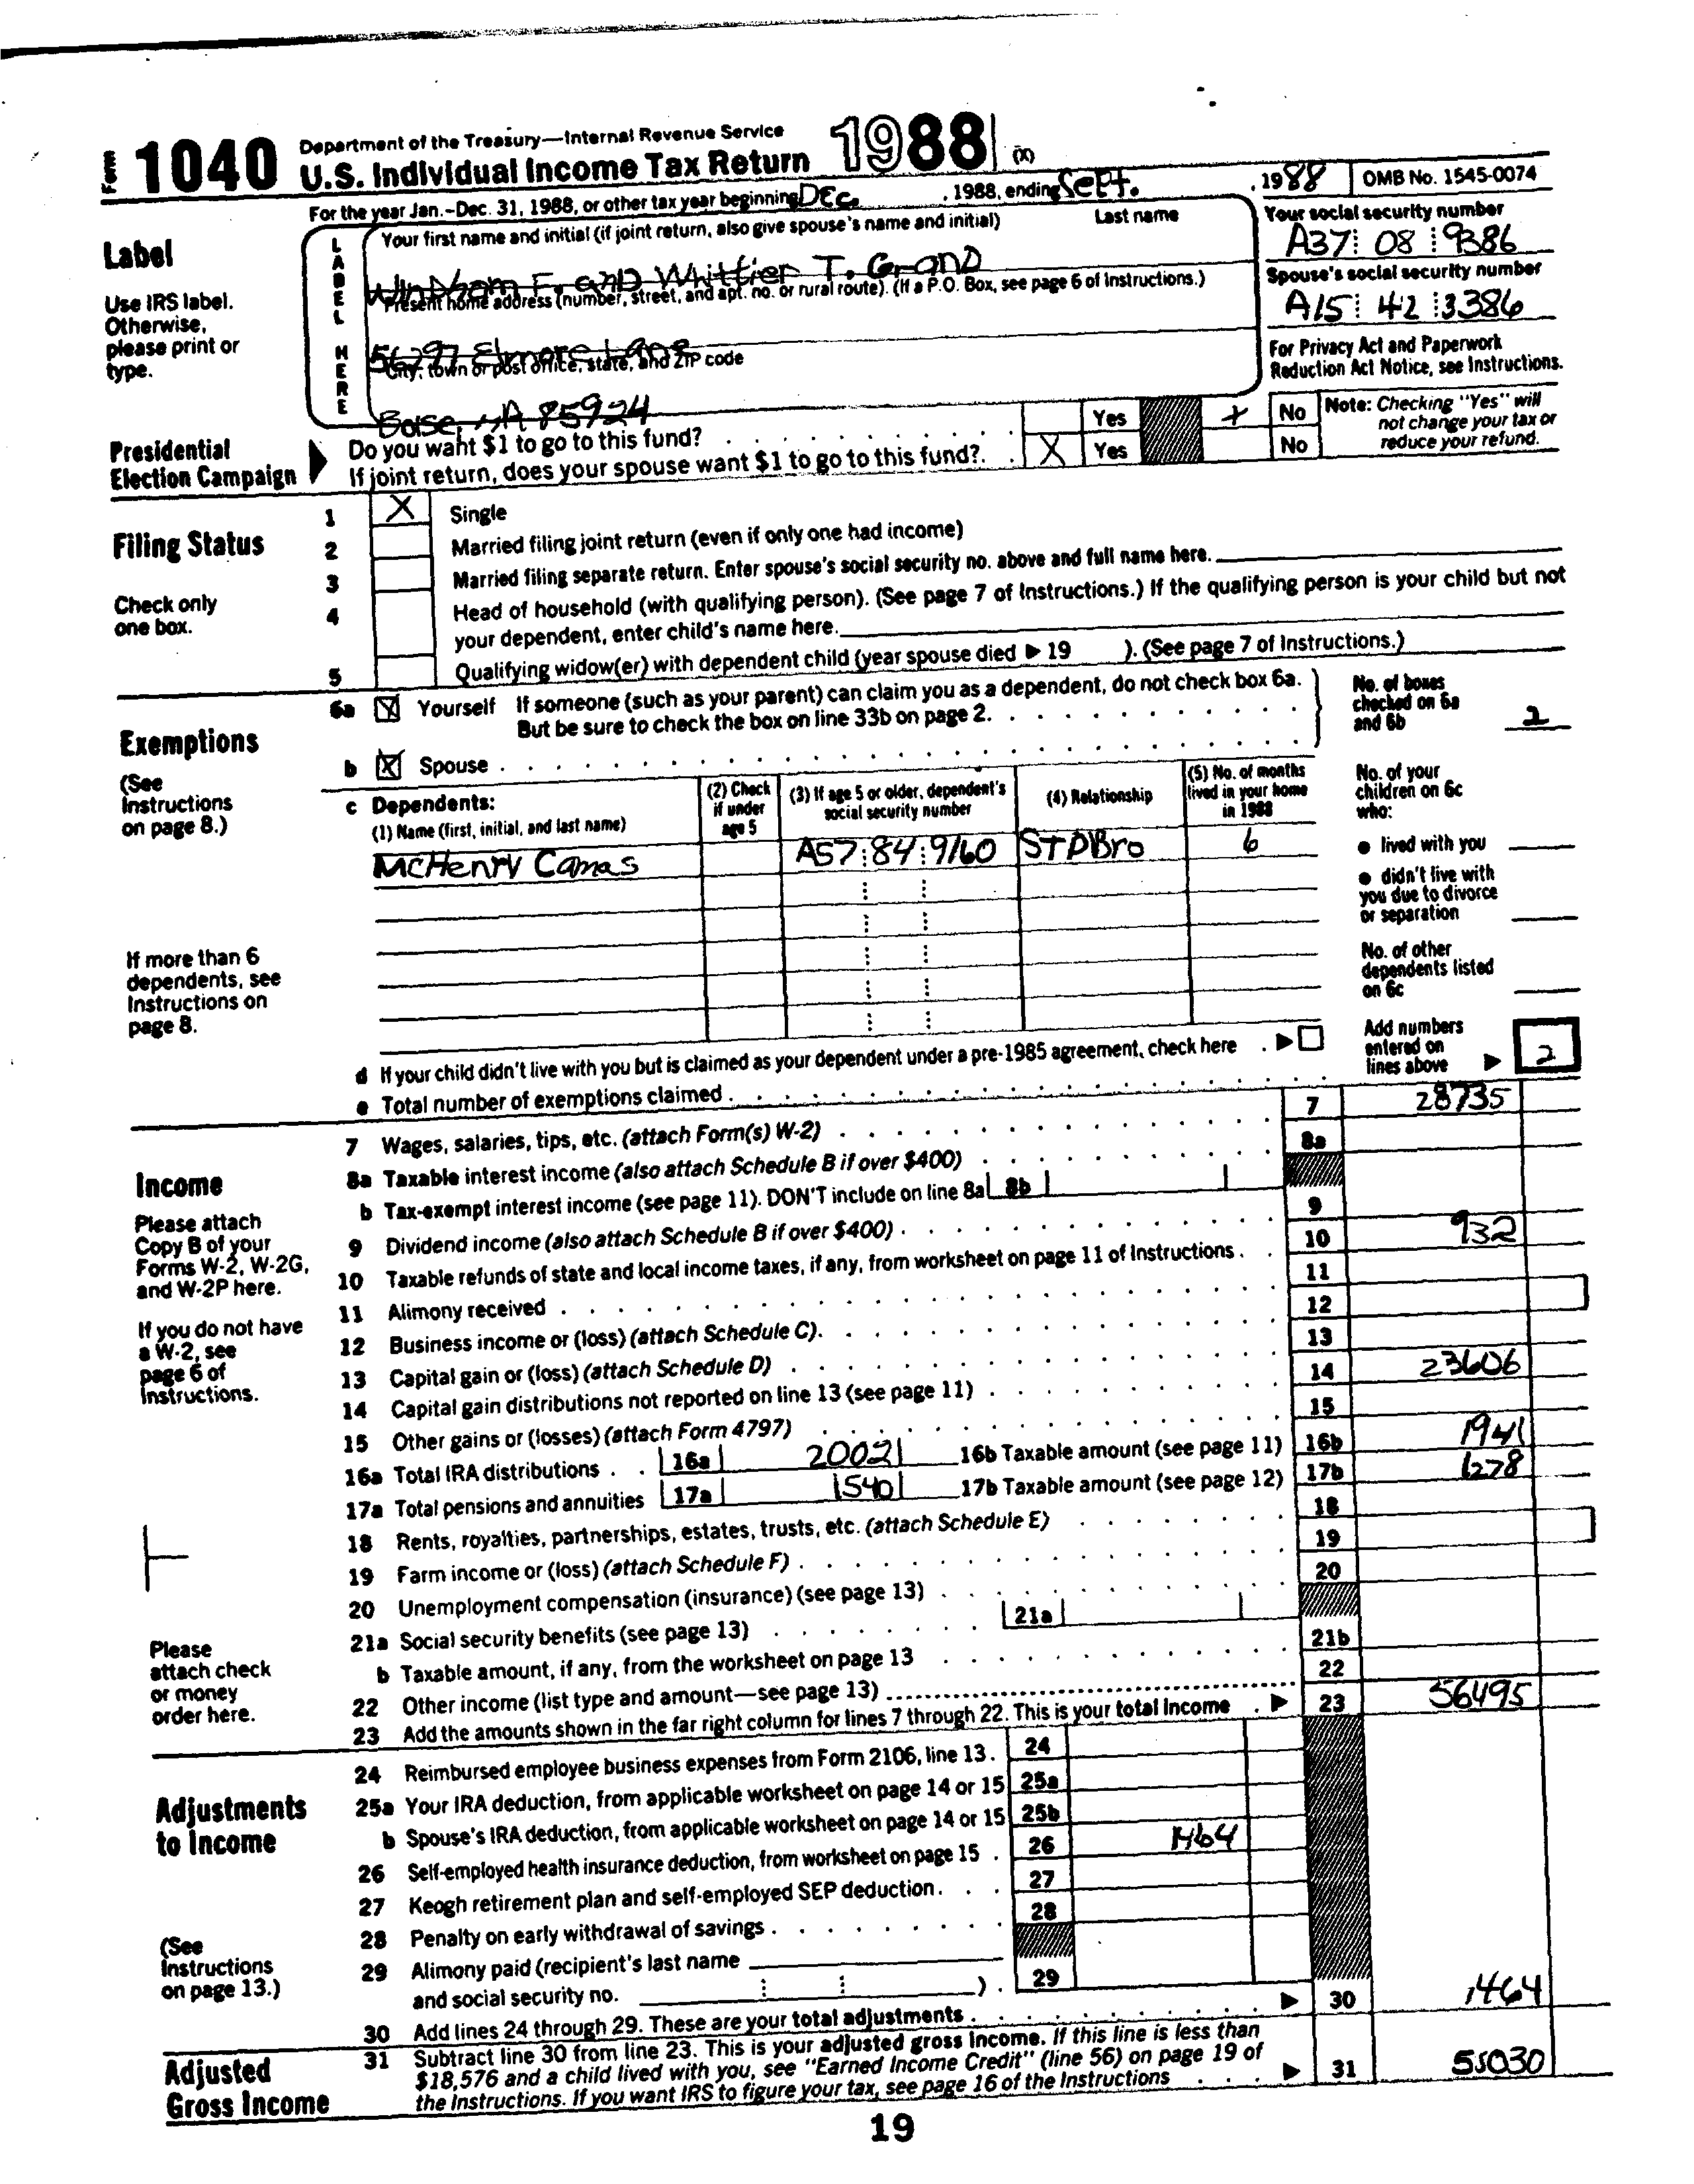 Form 1040 Department of the Treasury—Internal Revenue Service
U.S. Individual Income Tax Return 1988 (X)
For the year Jan.–Dec. 31, 1988, or other tax year beginning DEC. , 1988, ending Sept. , 1988 OMB No. 1545-0074
Label
Use IRS label.
Otherwise,
please print or
type.
LABEL HERE
Your first name and initial (if joint return, also give spouse's name and initial) Last name
Windham F. and Whittier T. Grand
Present home address (number, street, and apt. no. or rural route). (If a P.O. Box, see page 6 of Instructions.)
56297 Elmore Lane
City, town or post office, state, and ZIP code
Boise, 85924
Your social security number
A37 08 9386
Spouse's social security number
A15 42 3386
For Privacy Act and Paperwork
Reduction Act Notice, see Instructions.
Presidential
Election Campaign
Do you want $1 to go to this fund? . . . Yes X No
If joint return, does your spouse want $1 to go to this fund? . . X Yes No
Note: Checking "Yes" will
not change your tax or
reduce your refund.
Filing Status
Check only
one box.
1 X Single
2 Married filing joint return (even if only one had income)
3 Married filing separate return. Enter spouse's social security no. above and full name here.
4 Head of household (with qualifying person). (See page 7 of Instructions.) If the qualifying person is your child but not
your dependent, enter child's name here.
5 Qualifying widow(er) with dependent child (year spouse died ▶ 19 ). (See page 7 of Instructions.)
Exemptions
(See
Instructions
on page 8.)
If more than 6
dependents, see
Instructions on
page 8.
6a X Yourself If someone (such as your parent) can claim you as a dependent, do not check box 6a.
But be sure to check the box on line 33b on page 2.
b X Spouse
No. of boxes
checked on 6a
and 6b 2
c Dependents:
(1) Name (first, initial, and last name)
(2) Check
if under
age 5
(3) If age 5 or older, dependent's
social security number
(4) Relationship
(5) No. of months
lived in your home
in 1988
McHenry Camas A57 84 9160 STPBro 6
No. of your
children on 6c
who:
● lived with you
● didn't live with
you due to divorce
or separation
No. of other
dependents listed
on 6c
Add numbers
entered on
lines above ▶ 2
d If your child didn't live with you but is claimed as your dependent under a pre-1985 agreement, check here . ▶
e Total number of exemptions claimed
Income
Please attach
Copy B of your
Forms W-2, W-2G,
and W-2P here.
If you do not have
a W-2, see
page 6 of
Instructions.
Please
attach check
or money
order here.
7 Wages, salaries, tips, etc. (attach Form(s) W-2) 7 28735
8a Taxable interest income (also attach Schedule B if over $400) 8a
b Tax-exempt interest income (see page 11). DON'T include on line 8a 8b
9 Dividend income (also attach Schedule B if over $400) 9
10 Taxable refunds of state and local income taxes, if any, from worksheet on page 11 of Instructions 10 932
11 Alimony received 11
12 Business income or (loss) (attach Schedule C) 12
13 Capital gain or (loss) (attach Schedule D) 13
14 Capital gain distributions not reported on line 13 (see page 11) 14 23606
15 Other gains or (losses) (attach Form 4797) 15
16a Total IRA distributions 16a 2002 16b Taxable amount (see page 11) 16b 1941
17a Total pensions and annuities 17a 1540 17b Taxable amount (see page 12) 17b 1278
18 Rents, royalties, partnerships, estates, trusts, etc. (attach Schedule E) 18
19 Farm income or (loss) (attach Schedule F) 19
20 Unemployment compensation (insurance) (see page 13) 20
21a Social security benefits (see page 13) 21a
b Taxable amount, if any, from the worksheet on page 13 21b
22 Other income (list type and amount—see page 13) 22
23 Add the amounts shown in the far right column for lines 7 through 22. This is your total income ▶ 23 56495
Adjustments
to Income
(See
Instructions
on page 13.)
24 Reimbursed employee business expenses from Form 2106, line 13 . 24
25a Your IRA deduction, from applicable worksheet on page 14 or 15 25a
b Spouse's IRA deduction, from applicable worksheet on page 14 or 15 25b
26 Self-employed health insurance deduction, from worksheet on page 15 . 26 1464
27 Keogh retirement plan and self-employed SEP deduction 27
28 Penalty on early withdrawal of savings 28
29 Alimony paid (recipient's last name
and social security no. ) . 29
30 Add lines 24 through 29. These are your total adjustments ▶ 30 1464
Adjusted
Gross Income
31 Subtract line 30 from line 23. This is your adjusted gross income. If this line is less than
$18,576 and a child lived with you, see "Earned Income Credit" (line 56) on page 19 of
the Instructions. If you want IRS to figure your tax, see page 16 of the Instructions ▶ 31 55030
19